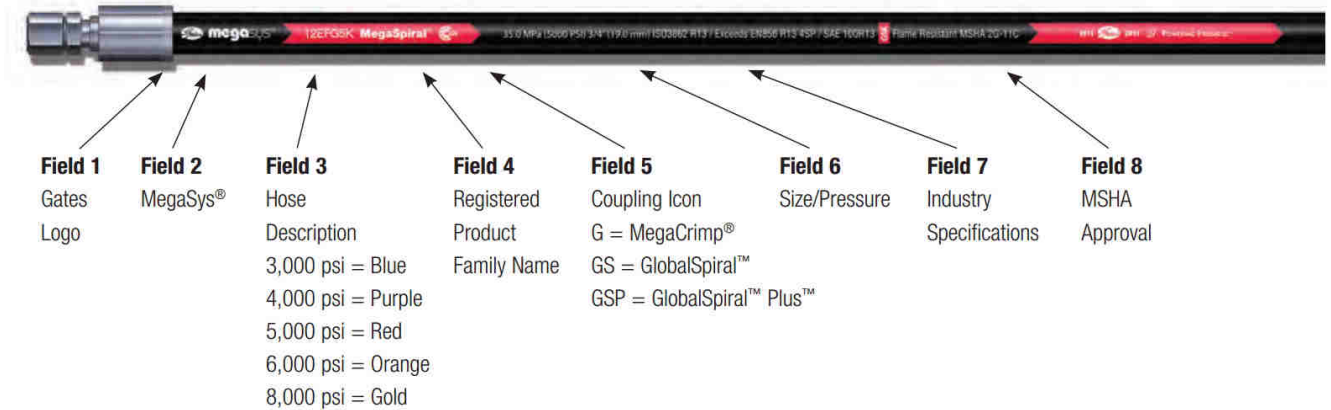 megasys™ 12EFG5K MegaSpiral™ 35.0 MPa (5000 PSI) 3/4" (19.0 mm) ISO3862 R13 / Exceeds EN856 R13 4SP / SAE 100R13 Flame Resistant MSHA 2G-11C
Field 1 Field 2 Field 3 Field 4 Field 5 Field 6 Field 7 Field 8
Gates MegaSys® Hose Registered Coupling Icon Size/Pressure Industry MSHA
Logo Description Product G = MegaCrimp® Specifications Approval
3,000 psi = Blue Family Name GS = GlobalSpiral™
4,000 psi = Purple GSP = GlobalSpiral™ Plus™
5,000 psi = Red
6,000 psi = Orange
8,000 psi = Gold